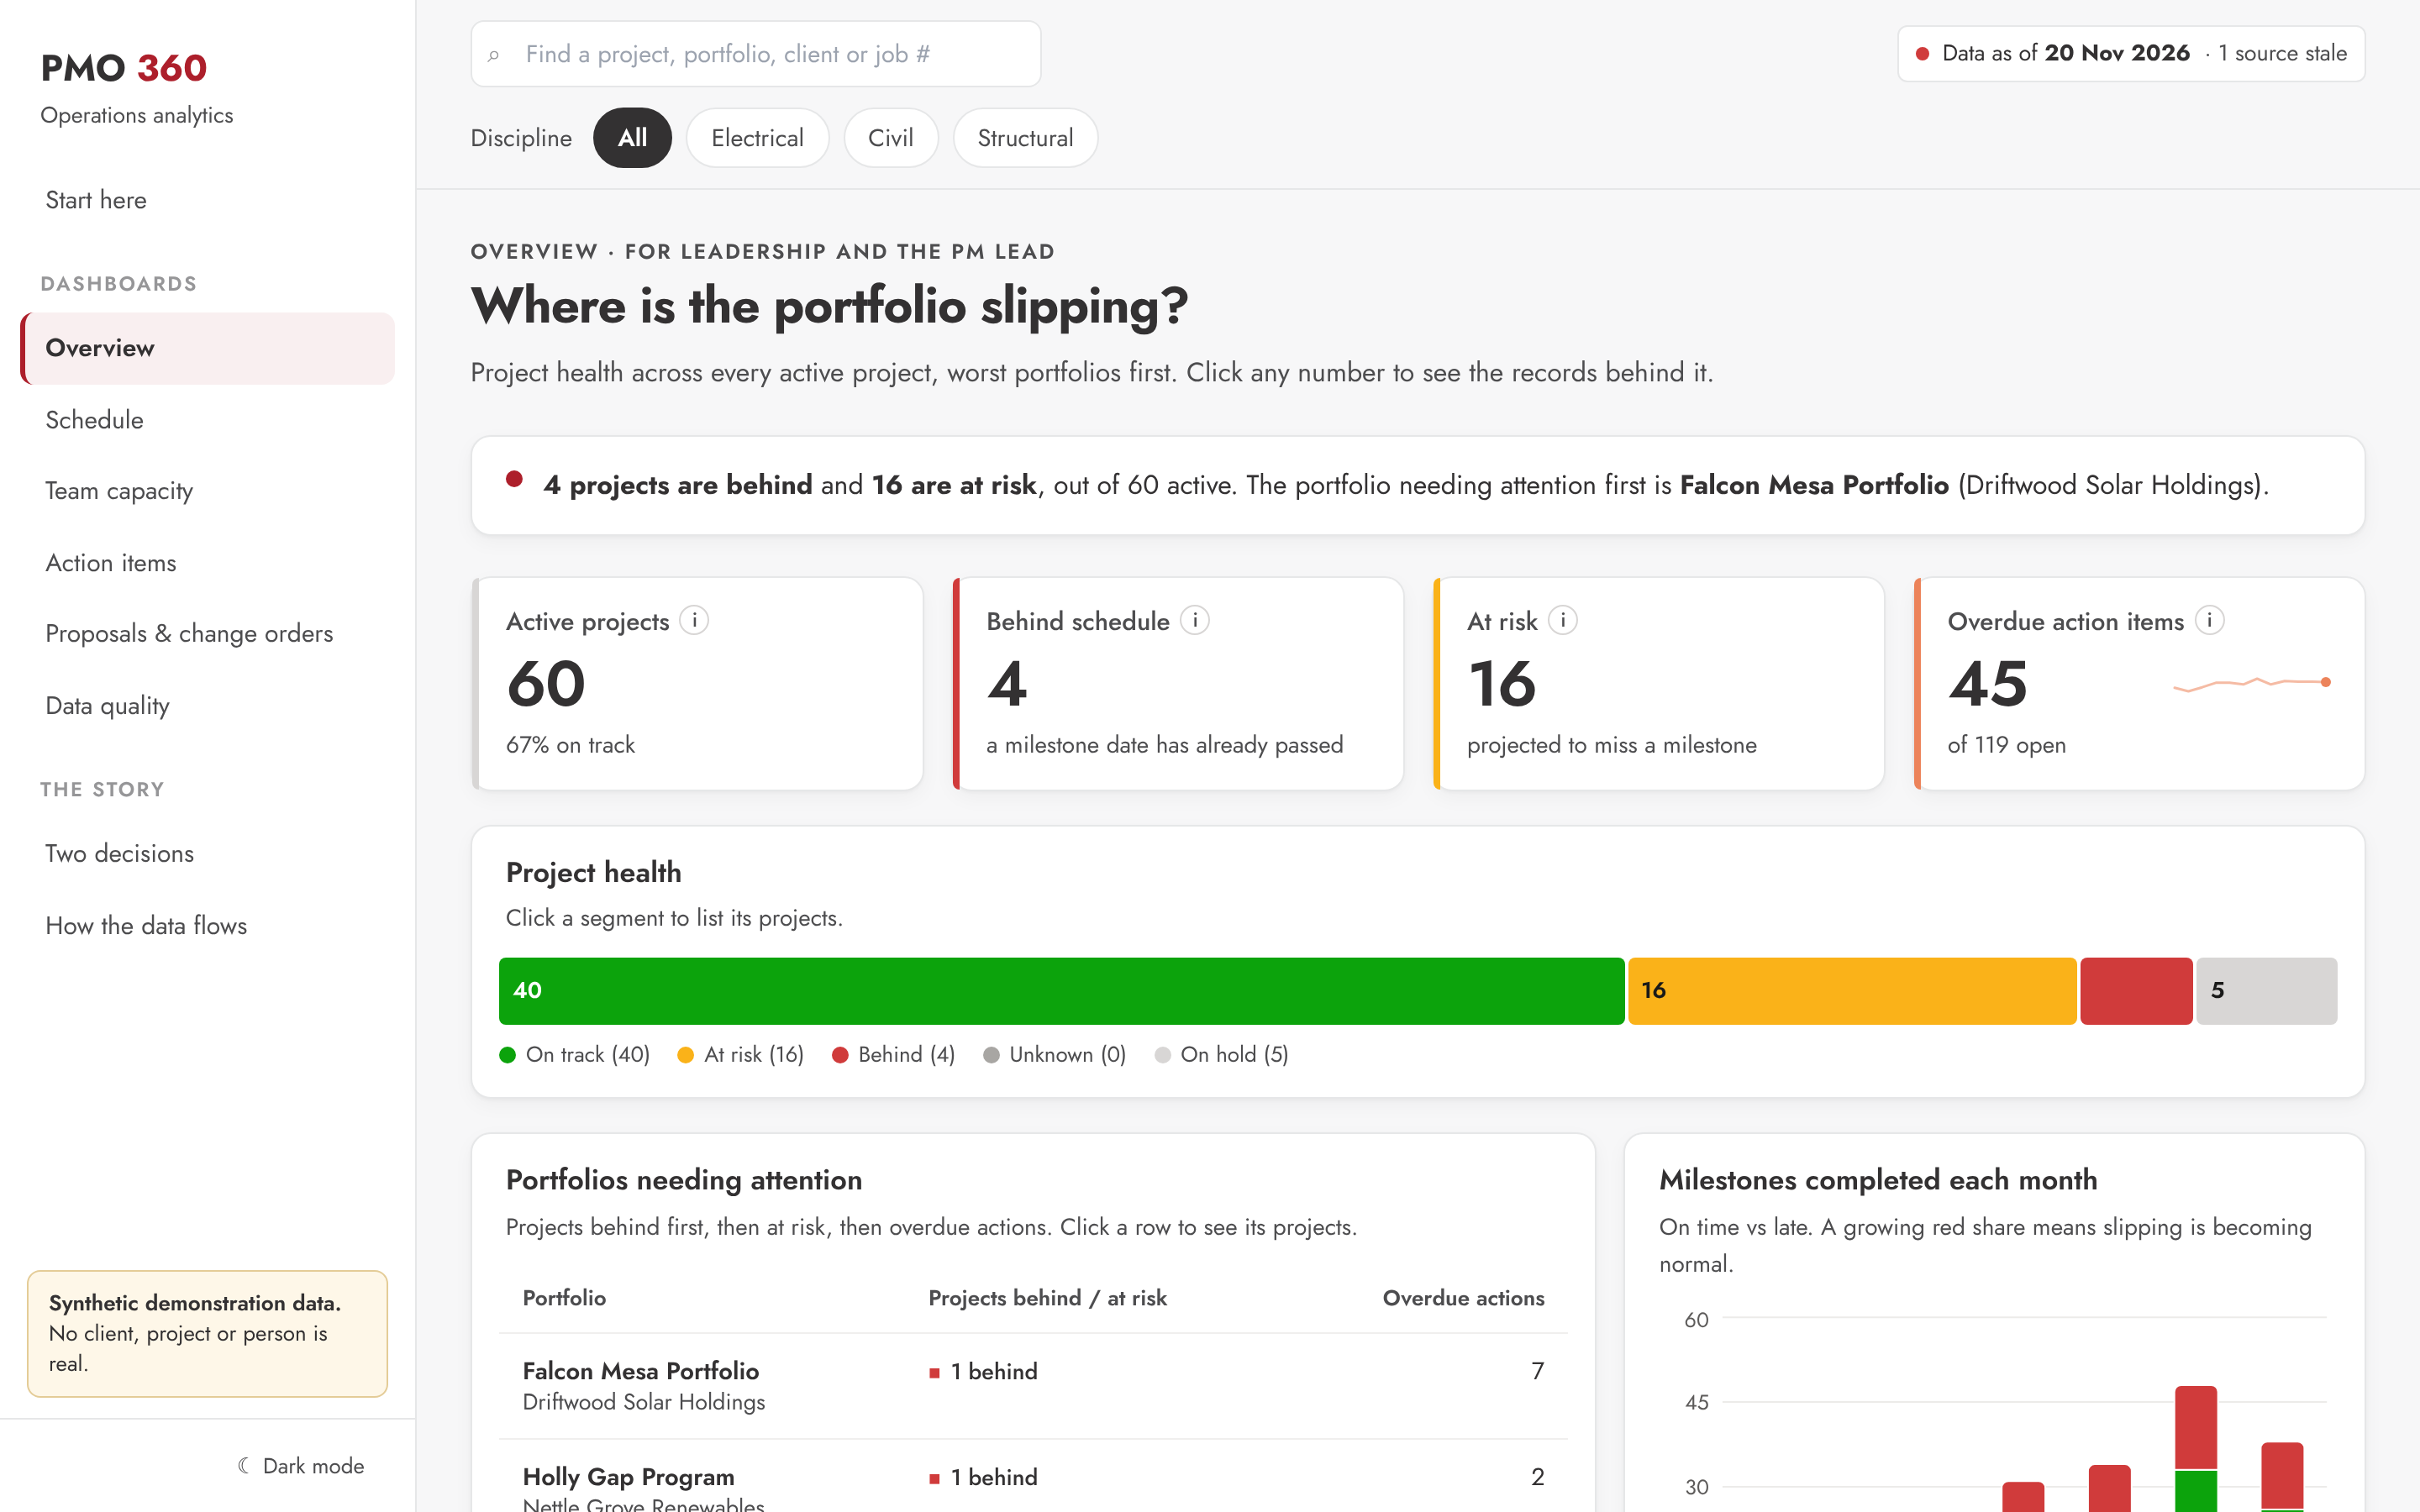 PMO 360
Operations analytics
Start here
DASHBOARDS
Overview
Schedule
Team capacity
Action items
Proposals & change orders
Data quality
THE STORY
Two decisions
How the data flows
Synthetic demonstration data.
No client, project or person is
real.
☾ Dark mode
Find a project, portfolio, client or job #
Data as of 20 Nov 2026 · 1 source stale
Discipline All Electrical Civil Structural
OVERVIEW · FOR LEADERSHIP AND THE PM LEAD
Where is the portfolio slipping?
Project health across every active project, worst portfolios first. Click any number to see the records behind it.
4 projects are behind and 16 are at risk, out of 60 active. The portfolio needing attention first is Falcon Mesa Portfolio (Driftwood Solar Holdings).
Active projects i
60
67% on track
Behind schedule i
4
a milestone date has already passed
At risk i
16
projected to miss a milestone
Overdue action items i
45
of 119 open
Project health
Click a segment to list its projects.
40 16 5
On track (40) At risk (16) Behind (4) Unknown (0) On hold (5)
Portfolios needing attention
Projects behind first, then at risk, then overdue actions. Click a row to see its projects.
Portfolio Projects behind / at risk Overdue actions
Falcon Mesa Portfolio 1 behind 7
Driftwood Solar Holdings
Holly Gap Program 1 behind 2
Nettle Grove Renewables
Milestones completed each month
On time vs late. A growing red share means slipping is becoming
normal.
60
45
30